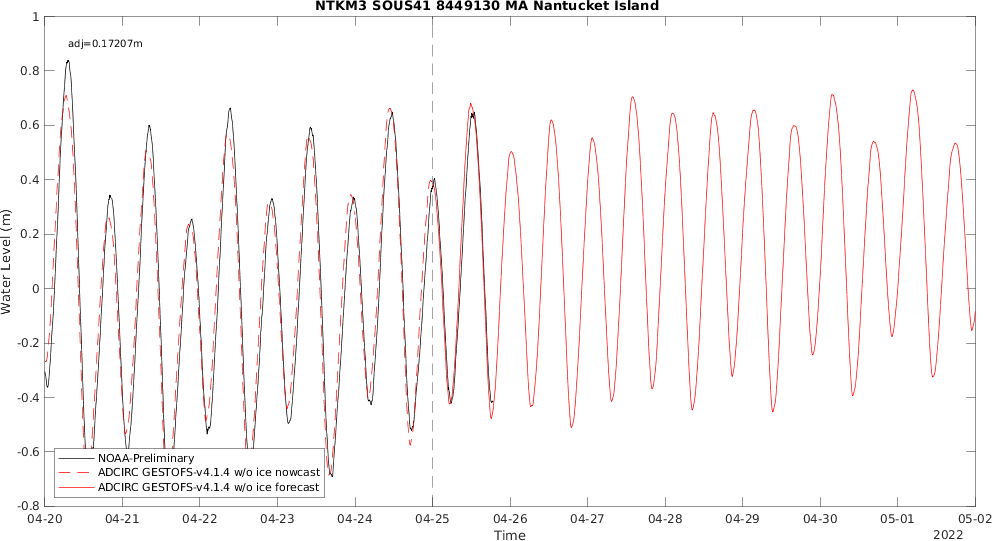 NTKM3 SOUS41 8449130 MA Nantucket Island
1
adj=0.17207m
0.8
0.6
0.4
0.2
0
-0.2
-0.4
-0.6
-0.8
Water Level (m)
NOAA-Preliminary
ADCIRC GESTOFS-v4.1.4 w/o ice nowcast
ADCIRC GESTOFS-v4.1.4 w/o ice forecast
04-20 04-21 04-22 04-23 04-24 04-25 04-26 04-27 04-28 04-29 04-30 05-01 05-02
Time
2022